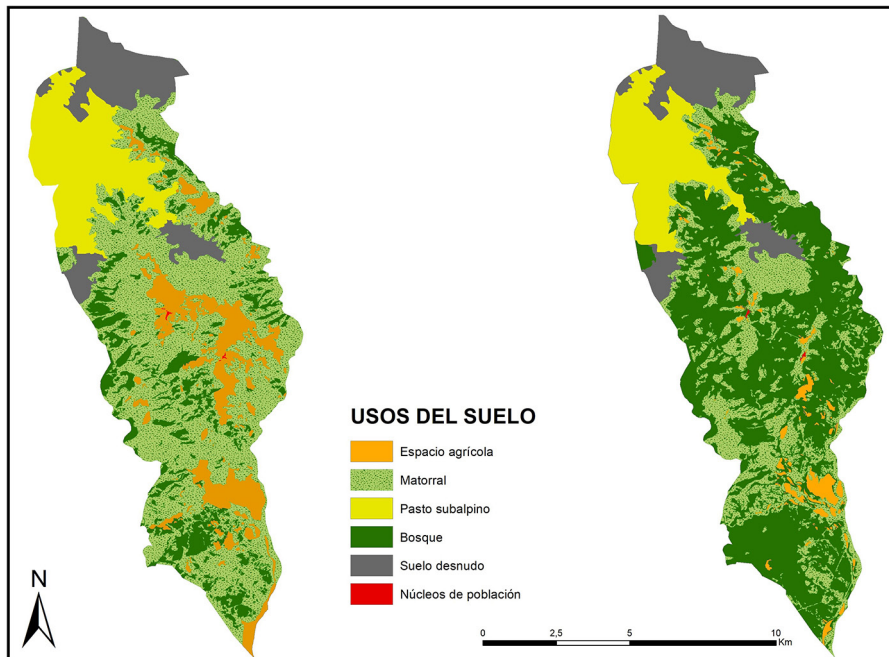 USOS DEL SUELO
Espacio agrícola
Matorral
Pasto subalpino
Bosque
Suelo desnudo
Núcleos de población
N
0 2,5 5 10
Km